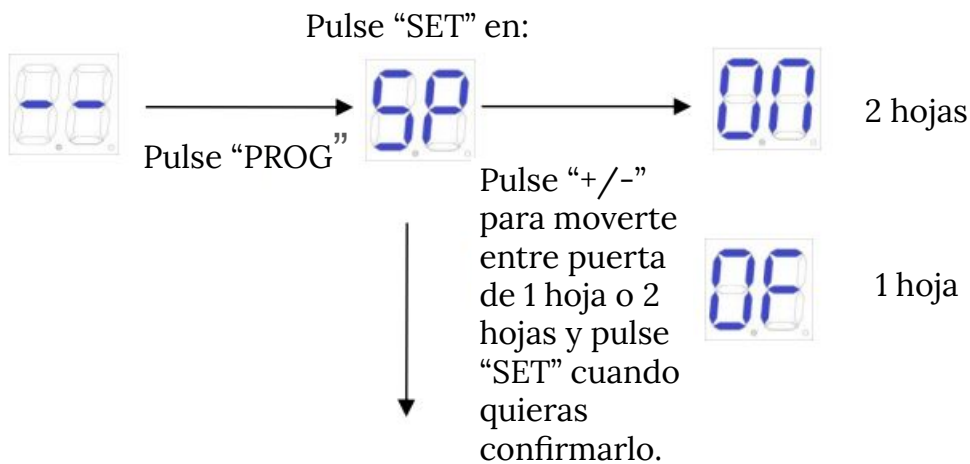 Pulse “SET” en:
--
SP
0n
2 hojas
Pulse “PROG”
Pulse “+/-”
para moverte
entre puerta
de 1 hoja o 2
hojas y pulse
“SET” cuando
quieras
confirmarlo.
0F
1 hoja